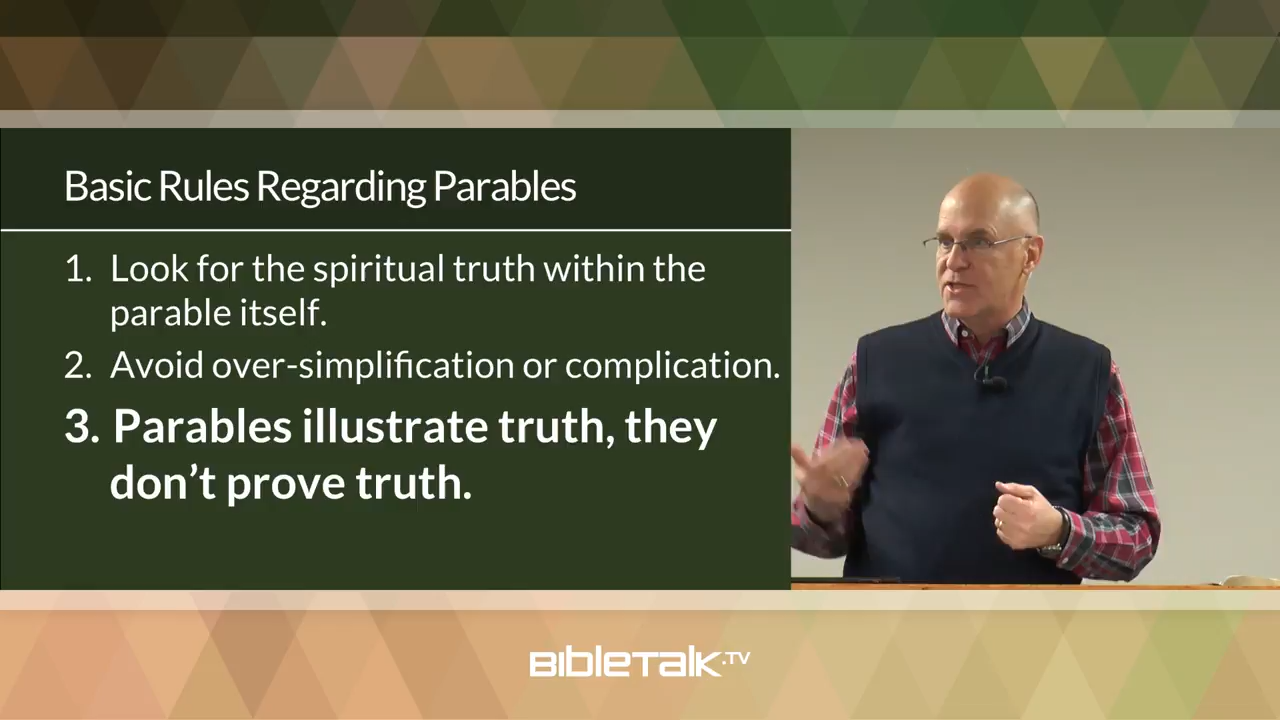 Basic Rules Regarding Parables
1. Look for the spiritual truth within the
parable itself.
2. Avoid over-simplification or complication.
3. Parables illustrate truth, they
don't prove truth.
BIBLETALK.TV